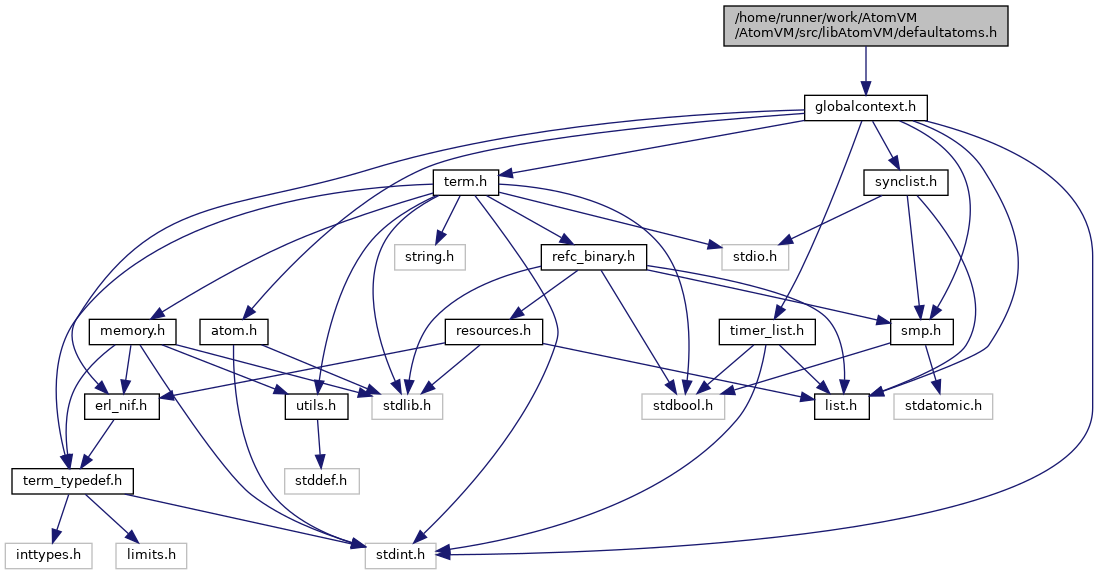 /home/runner/work/AtomVM
/AtomVM/src/libAtomVM/defaultatoms.h
globalcontext.h
term.h
synclist.h
string.h
refc_binary.h
stdio.h
memory.h
atom.h
resources.h
timer_list.h
smp.h
erl_nif.h
utils.h
stdlib.h
stdbool.h
list.h
stdatomic.h
term_typedef.h
stddef.h
inttypes.h
limits.h
stdint.h